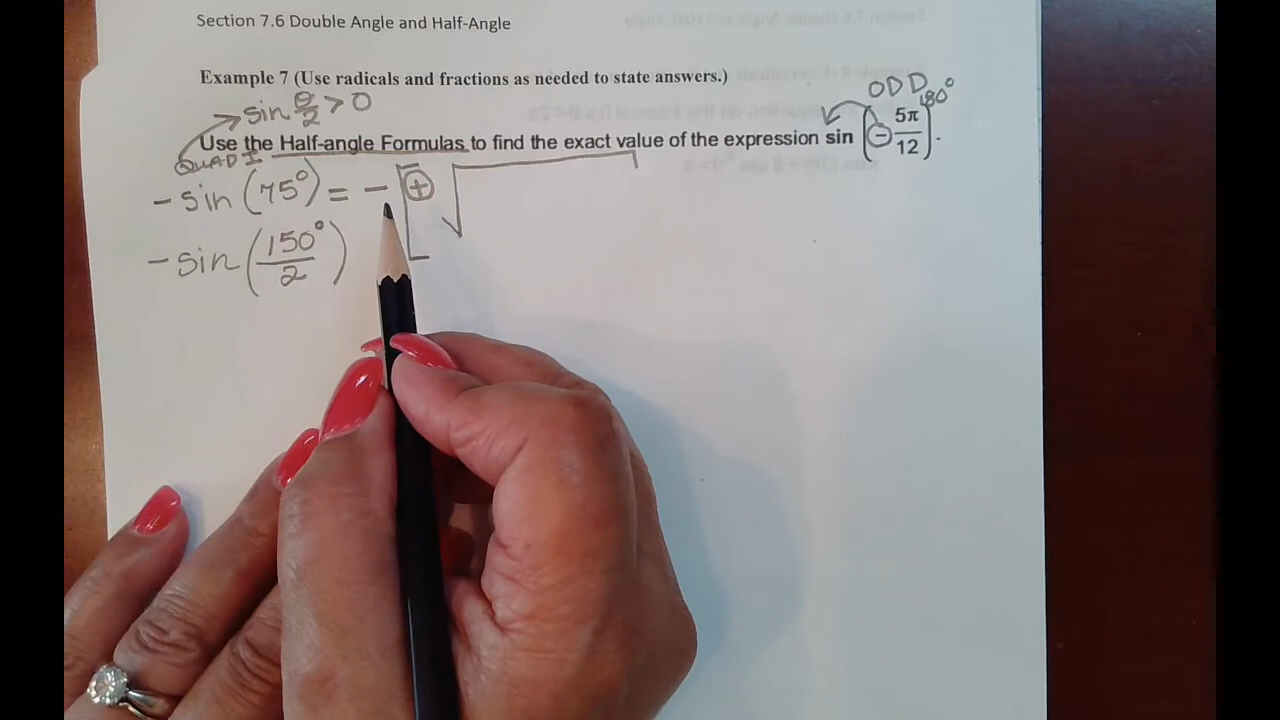 Section 7.6 Double Angle and Half-Angle
Example 7 (Use radicals and fractions as needed to state answers.)
ODD
180°
sin θ/2 > 0
Use the Half-angle Formulas to find the exact value of the expression sin (− 5π/12).
QUAD I
-sin (75°) = - [⊕ √
-sin (150°/2)